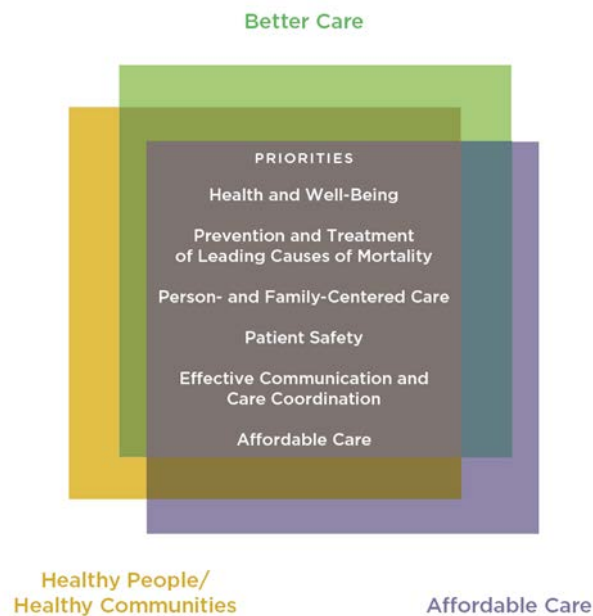 Better Care
PRIORITIES
Health and Well-Being
Prevention and Treatment
of Leading Causes of Mortality
Person- and Family-Centered Care
Patient Safety
Effective Communication and
Care Coordination
Affordable Care
Healthy People/
Healthy Communities
Affordable Care